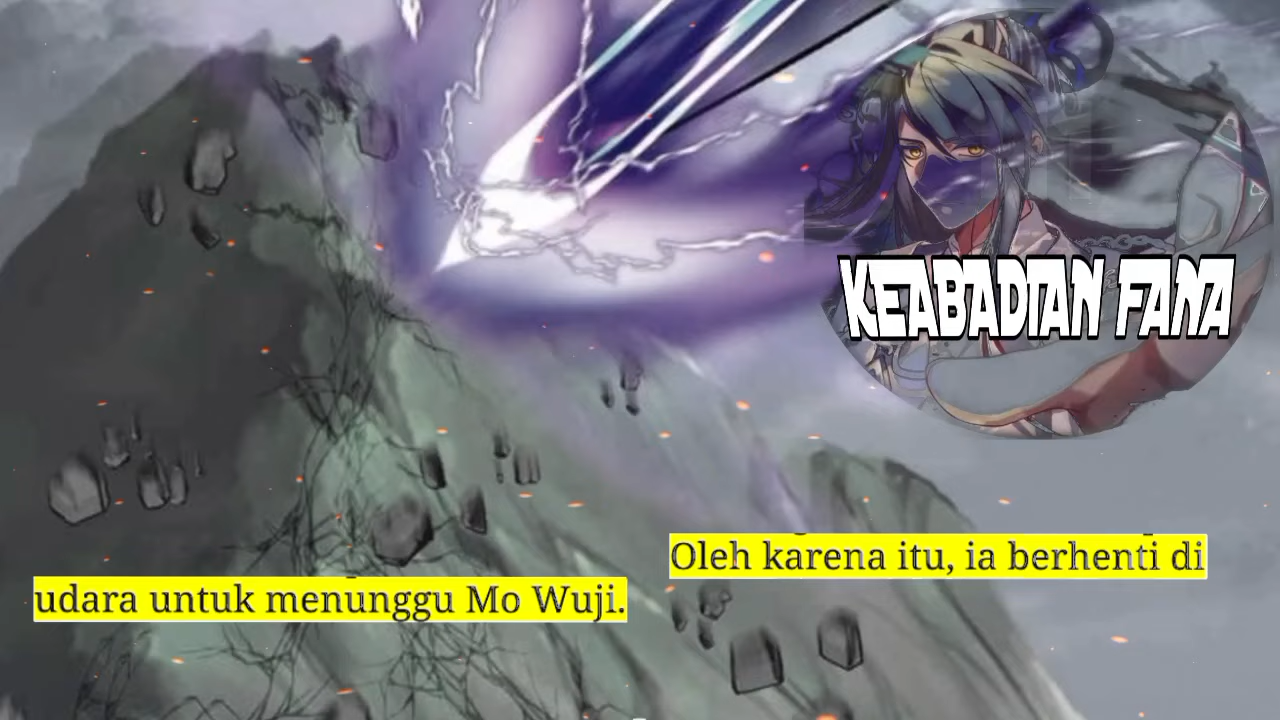 KEABADIAN FANA
Oleh karena itu, ia berhenti di
udara untuk menunggu Mo Wuji.